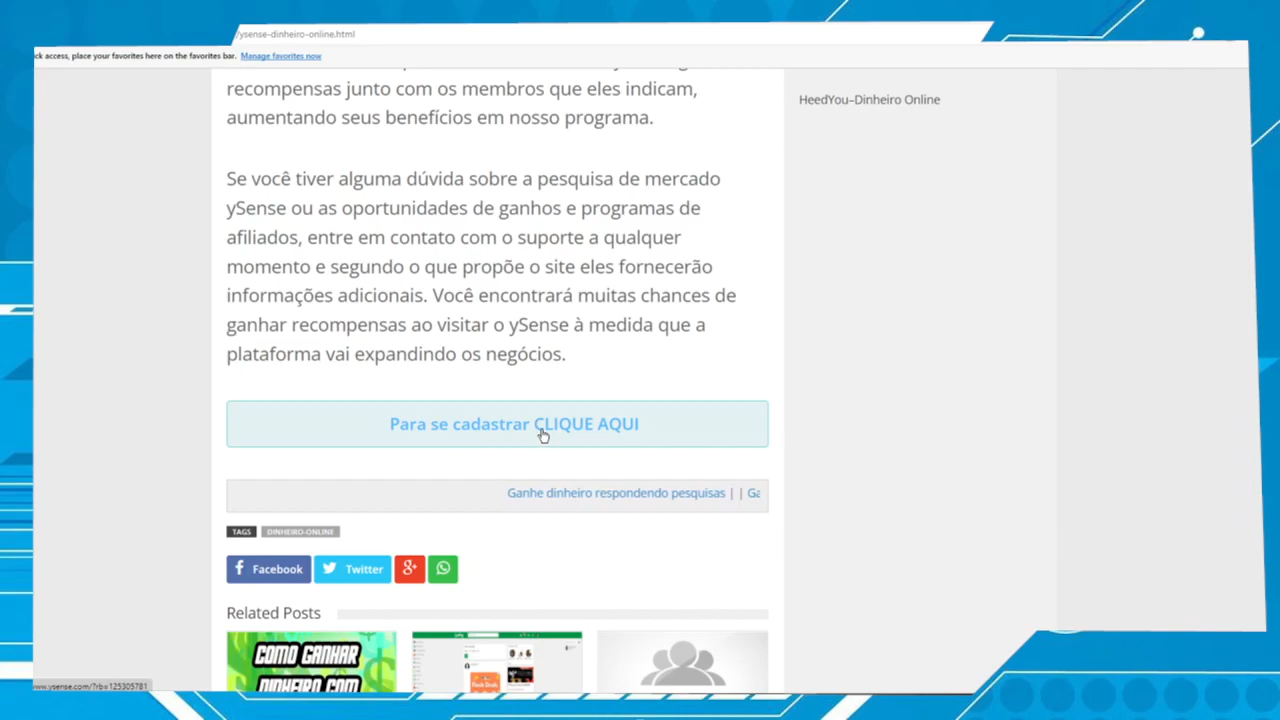 /ysense-dinheiro-online.html
ck access, place your favorites here on the favorites bar. Manage favorites now
recompensas junto com os membros que eles indicam,
aumentando seus benefícios em nosso programa.
HeedYou–Dinheiro Online
Se você tiver alguma dúvida sobre a pesquisa de mercado
ySense ou as oportunidades de ganhos e programas de
afiliados, entre em contato com o suporte a qualquer
momento e segundo o que propõe o site eles fornecerão
informações adicionais. Você encontrará muitas chances de
ganhar recompensas ao visitar o ySense à medida que a
plataforma vai expandindo os negócios.
Para se cadastrar CLIQUE AQUI
Ganhe dinheiro respondendo pesquisas | | Ga
TAGS DINHEIRO-ONLINE
Facebook Twitter
Related Posts
COMO GANHAR
DINHEIRO COM
ww.ysense.com/?rb=125305781